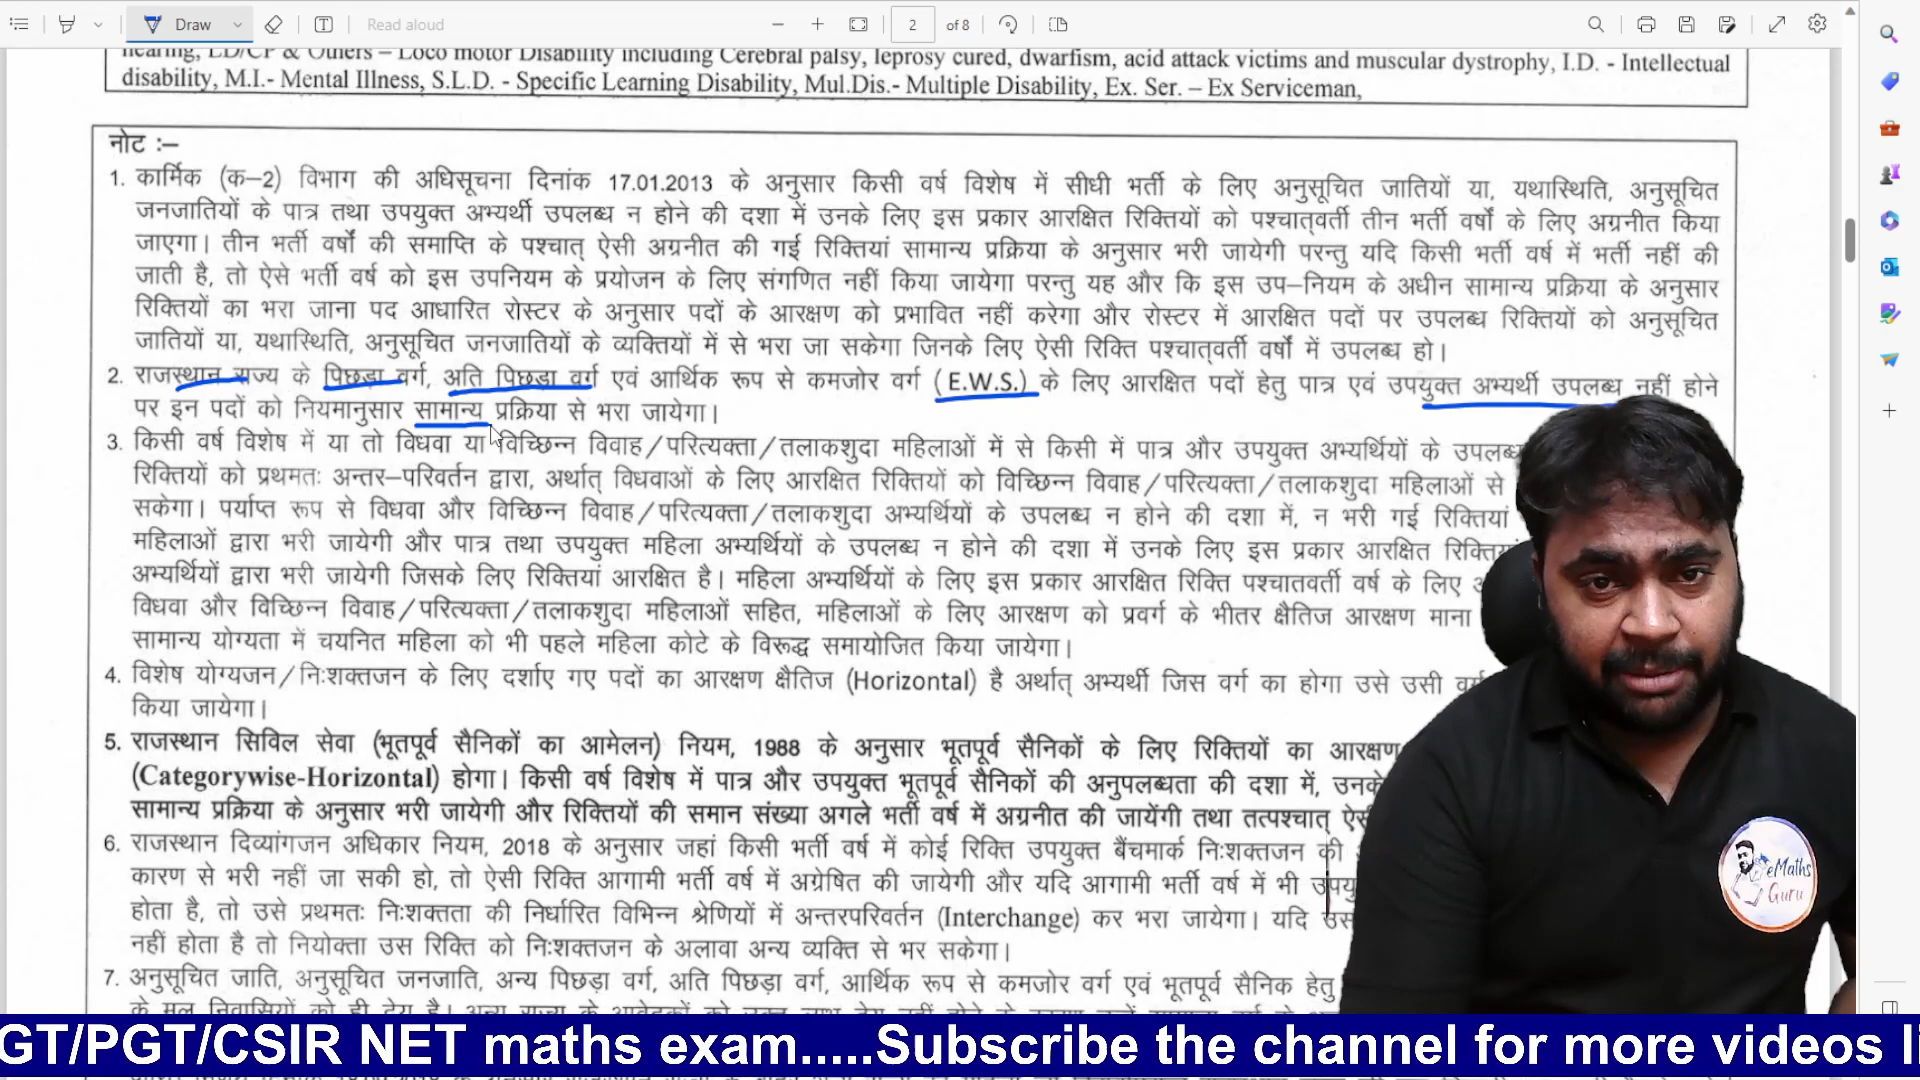 Draw
Read aloud
2
of 8
hearing, LD/CP & Others – Loco motor Disability including Cerebral palsy, leprosy cured, dwarfism, acid attack victims and muscular dystrophy, I.D. - Intellectual
disability, M.I.- Mental Illness, S.L.D. - Specific Learning Disability, Mul.Dis.- Multiple Disability, Ex. Ser. – Ex Serviceman,
नोट :–
1. कार्मिक (क–2) विभाग की अधिसूचना दिनांक 17.01.2013 के अनुसार किसी वर्ष विशेष में सीधी भर्ती के लिए अनुसूचित जातियों या, यथास्थिति, अनुसूचित
जनजातियों के पात्र तथा उपयुक्त अभ्यर्थी उपलब्ध न होने की दशा में उनके लिए इस प्रकार आरक्षित रिक्तियों को पश्चात्वर्ती तीन भर्ती वर्षों के लिए अग्रनीत किया
जाएगा। तीन भर्ती वर्षों की समाप्ति के पश्चात् ऐसी अग्रनीत की गई रिक्तियां सामान्य प्रक्रिया के अनुसार भरी जायेगी परन्तु यदि किसी भर्ती वर्ष में भर्ती नहीं की
जाती है, तो ऐसे भर्ती वर्ष को इस उपनियम के प्रयोजन के लिए संगणित नहीं किया जायेगा परन्तु यह और कि इस उप–नियम के अधीन सामान्य प्रक्रिया के अनुसार
रिक्तियों का भरा जाना पद आधारित रोस्टर के अनुसार पदों के आरक्षण को प्रभावित नहीं करेगा और रोस्टर में आरक्षित पदों पर उपलब्ध रिक्तियों को अनुसूचित
जातियों या, यथास्थिति, अनुसूचित जनजातियों के व्यक्तियों में से भरा जा सकेगा जिनके लिए ऐसी रिक्ति पश्चात्वर्ती वर्षों में उपलब्ध हो।
2. राजस्थान राज्य के पिछड़ा वर्ग, अति पिछड़ा वर्ग एवं आर्थिक रूप से कमजोर वर्ग (E.W.S.) के लिए आरक्षित पदों हेतु पात्र एवं उपयुक्त अभ्यर्थी उपलब्ध नहीं होने
पर इन पदों को नियमानुसार सामान्य प्रक्रिया से भरा जायेगा।
3. किसी वर्ष विशेष में या तो विधवा या विच्छिन्न विवाह/परित्यक्ता/तलाकशुदा महिलाओं में से किसी में पात्र और उपयुक्त अभ्यर्थियों के उपलब्ध
रिक्तियों को प्रथमतः अन्तर–परिवर्तन द्वारा, अर्थात् विधवाओं के लिए आरक्षित रिक्तियों को विच्छिन्न विवाह/परित्यक्ता/तलाकशुदा महिलाओं से
सकेगा। पर्याप्त रूप से विधवा और विच्छिन्न विवाह/परित्यक्ता/तलाकशुदा अभ्यर्थियों के उपलब्ध न होने की दशा में, न भरी गई रिक्तियां
महिलाओं द्वारा भरी जायेगी और पात्र तथा उपयुक्त महिला अभ्यर्थियों के उपलब्ध न होने की दशा में उनके लिए इस प्रकार आरक्षित
अभ्यर्थियों द्वारा भरी जायेगी जिसके लिए रिक्तियां आरक्षित है। महिला अभ्यर्थियों के लिए इस प्रकार आरक्षित रिक्ति पश्चातवर्ती वर्ष के लिए
विधवा और विच्छिन्न विवाह/परित्यक्ता/तलाकशुदा महिलाओं सहित, महिलाओं के लिए आरक्षण को प्रवर्ग के भीतर क्षैतिज आरक्षण माना
सामान्य योग्यता में चयनित महिला को भी पहले महिला कोटे के विरूद्ध समायोजित किया जायेगा।
4. विशेष योग्यजन/निःशक्तजन के लिए दर्शाए गए पदों का आरक्षण क्षैतिज (Horizontal) है अर्थात् अभ्यर्थी जिस वर्ग का होगा उसे उसी वर्ग
किया जायेगा।
5. राजस्थान सिविल सेवा (भूतपूर्व सैनिकों का आमेलन) नियम, 1988 के अनुसार भूतपूर्व सैनिकों के लिए रिक्तियों का आरक्षण
(Categorywise-Horizontal) होगा। किसी वर्ष विशेष में पात्र और उपयुक्त भूतपूर्व सैनिकों की अनुपलब्धता की दशा में, उनके
सामान्य प्रक्रिया के अनुसार भरी जायेगी और रिक्तियों की समान संख्या अगले भर्ती वर्ष में अग्रनीत की जायेंगी तथा तत्पश्चात्
6. राजस्थान दिव्यांगजन अधिकार नियम, 2018 के अनुसार जहां किसी भर्ती वर्ष में कोई रिक्ति उपयुक्त बैंचमार्क निःशक्तजन की
कारण से भरी नहीं जा सकी हो, तो ऐसी रिक्ति आगामी भर्ती वर्ष में अग्रेषित की जायेगी और यदि आगामी भर्ती वर्ष में भी
होता है, तो उसे प्रथमतः निःशक्तता की निर्धारित विभिन्न श्रेणियों में अन्तरपरिवर्तन (Interchange) कर भरा जायेगा। यदि
नहीं होता है तो नियोक्ता उस रिक्ति को निःशक्तजन के अलावा अन्य व्यक्ति से भर सकेगा।
7. अनुसूचित जाति, अनुसूचित जनजाति, अन्य पिछड़ा वर्ग, अति पिछड़ा वर्ग, आर्थिक रूप से कमजोर वर्ग एवं भूतपूर्व सैनिक हेतु
eMaths
Guru
GT/PGT/CSIR NET maths exam.....Subscribe the channel for more videos li